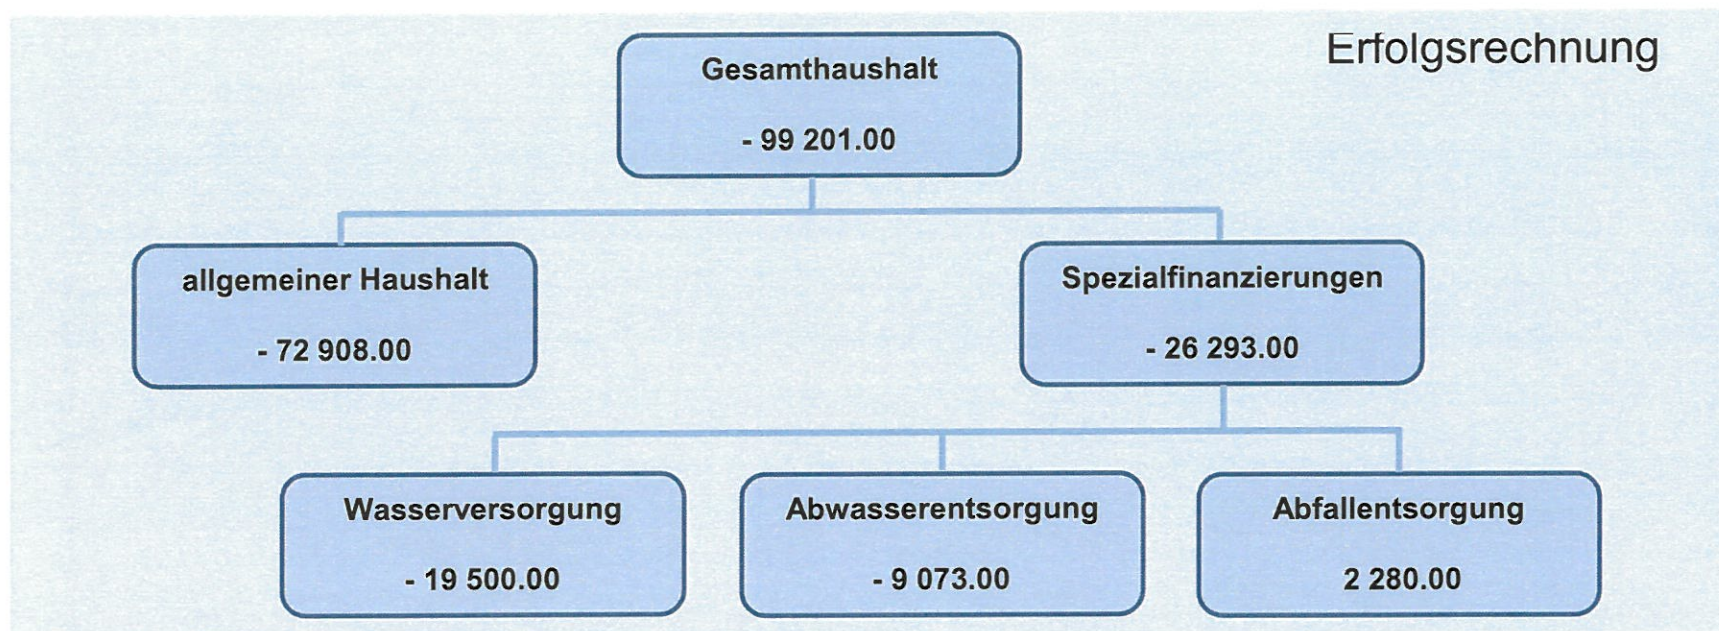 Erfolgsrechnung
Gesamthaushalt
- 99 201.00
allgemeiner Haushalt
- 72 908.00
Spezialfinanzierungen
- 26 293.00
Wasserversorgung
- 19 500.00
Abwasserentsorgung
- 9 073.00
Abfallentsorgung
2 280.00